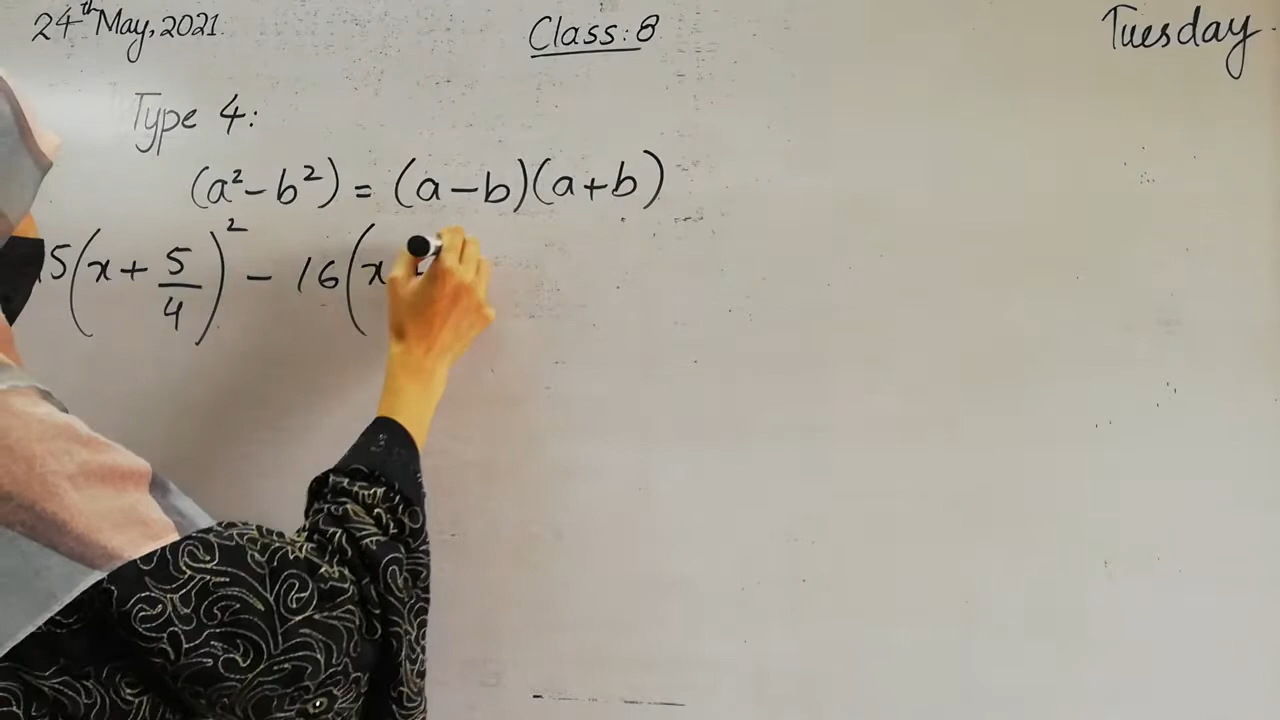 24th May, 2021.
Class: 8
Tuesday
Type 4:
(a² - b²) = (a - b)(a + b)
5(x + 5/4)² - 16(x